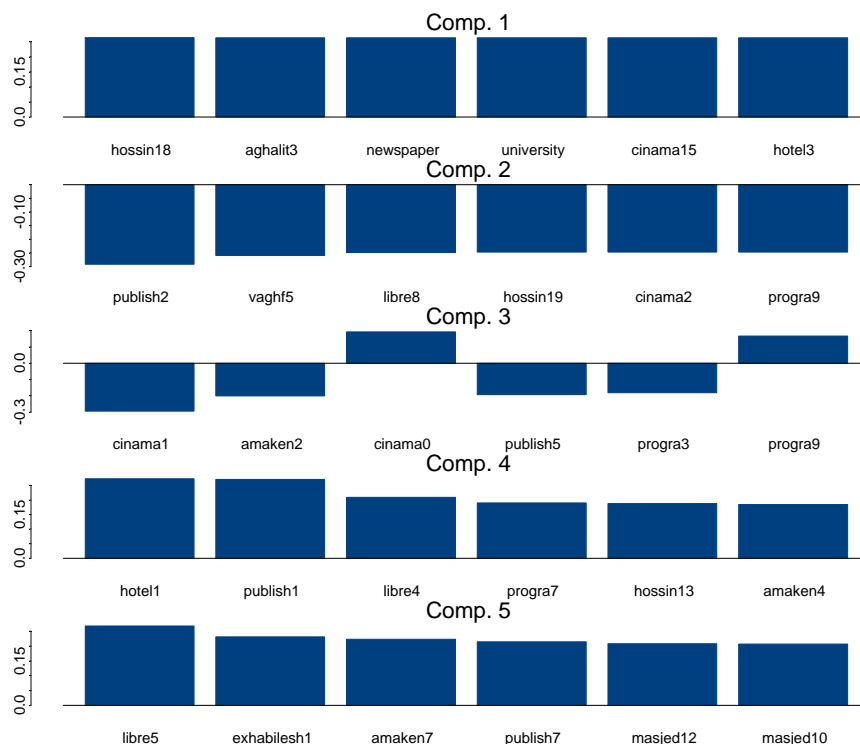 Comp. 1
0.15
0.0
hossin18 aghalit3 newspaper university cinama15 hotel3
Comp. 2
-0.10
-0.30
publish2 vaghf5 libre8 hossin19 cinama2 progra9
Comp. 3
0.0
-0.3
cinama1 amaken2 cinama0 publish5 progra3 progra9
Comp. 4
0.15
0.0
hotel1 publish1 libre4 progra7 hossin13 amaken4
Comp. 5
0.15
0.0
libre5 exhabilesh1 amaken7 publish7 masjed12 masjed10